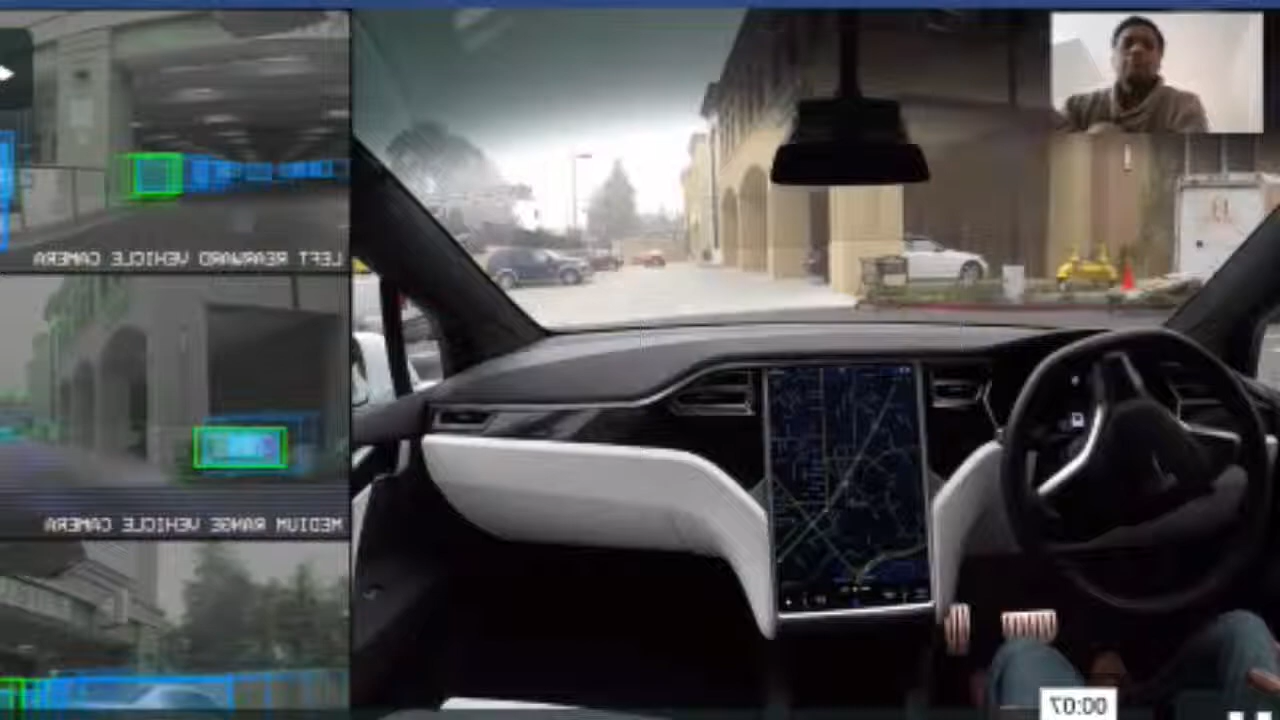 LEFT REARWARD VEHICLE CAMERA
MEDIUM RANGE VEHICLE CAMERA
00:07